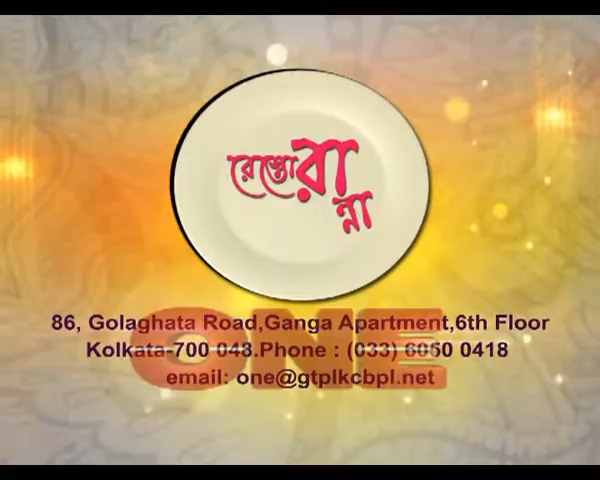 রেস্তোরা
ন্না
ONE
86, Golaghata Road,Ganga Apartment,6th Floor
Kolkata-700 048.Phone : (033) 6050 0418
email: one@gtplkcbpl.net